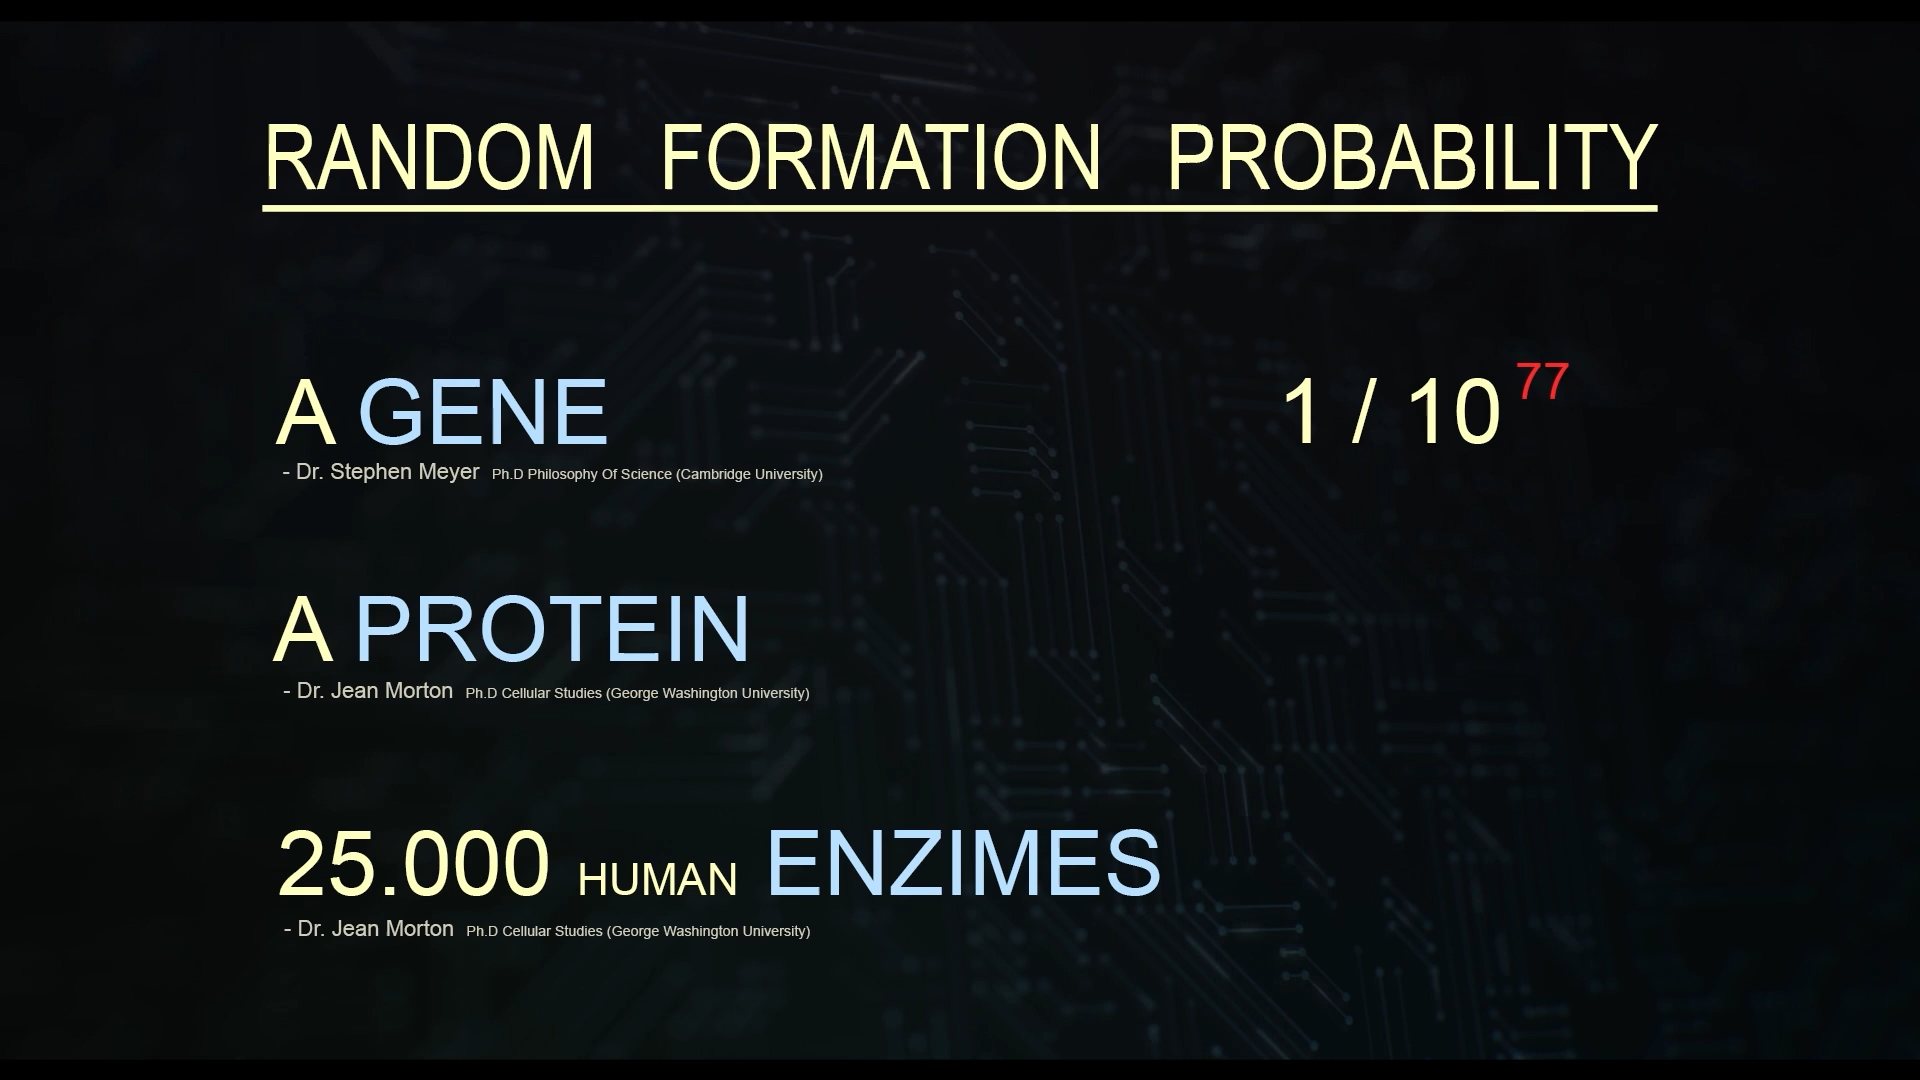 RANDOM FORMATION PROBABILITY
A GENE 1 / 10 77
- Dr. Stephen Meyer Ph.D Philosophy Of Science (Cambridge University)
A PROTEIN
- Dr. Jean Morton Ph.D Cellular Studies (George Washington University)
25.000 HUMAN ENZIMES
- Dr. Jean Morton Ph.D Cellular Studies (George Washington University)